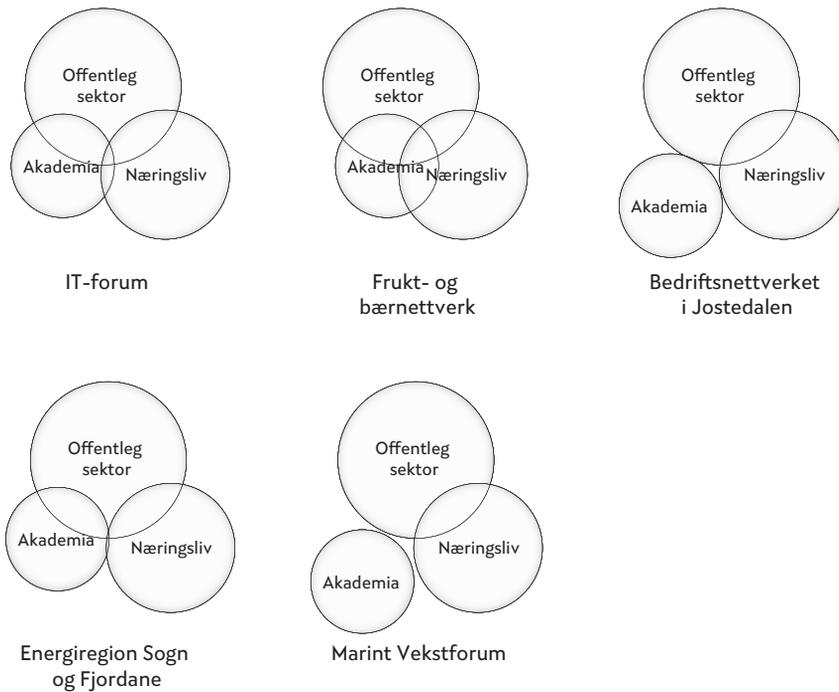 Offentleg
sektor
Akademia
Næringsliv
IT-forum
Offentleg
sektor
Akademia
Næringsliv
Frukt- og
bærnettverk
Offentleg
sektor
Næringsliv
Akademia
Bedriftsnettverket
i Jostedalen
Offentleg
sektor
Akademia
Næringsliv
Energiregion Sogn
og Fjordane
Offentleg
sektor
Næringsliv
Akademia
Marint Vekstforum